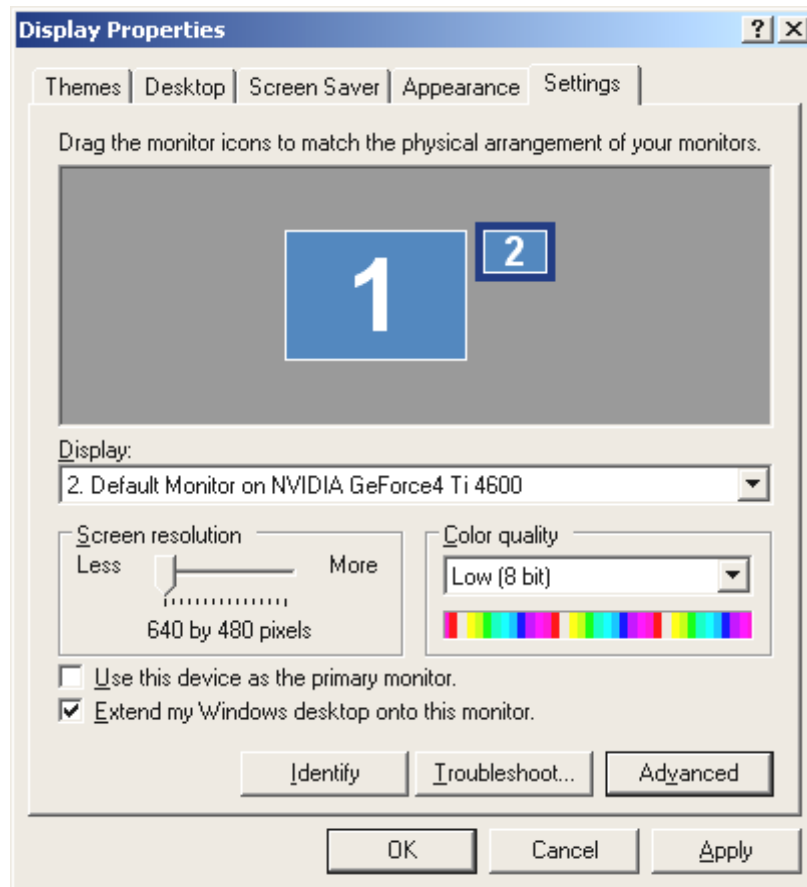 Display Properties
Themes Desktop Screen Saver Appearance Settings
Drag the monitor icons to match the physical arrangement of your monitors.
1 2
Display:
2. Default Monitor on NVIDIA GeForce4 Ti 4600
Screen resolution
Less More
640 by 480 pixels
Color quality
Low (8 bit)
Use this device as the primary monitor.
Extend my Windows desktop onto this monitor.
Identify Troubleshoot... Advanced
OK Cancel Apply